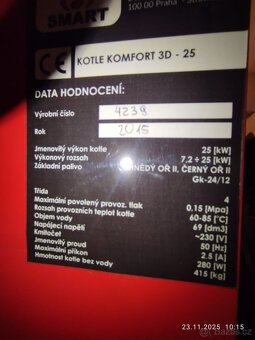 SMART
100 00 Praha
CE KOTLE KOMFORT 3D - 25
DATA HODNOCENÍ:
Výrobní číslo 4239
Rok 2015
Jmenovitý výkon kotle 25 [kW]
Výkonový rozsah 7,2 ÷ 25 [kW]
Základní palivo HNĚDÝ OŘ II, ČERNÝ OŘ II
Gk-24/12
Třída 4
Maximální povolený provoz. tlak 0.15 [Mpa]
Rozsah provozních teplot kotle 60-85 [°C]
Objem vody 69 [dm3]
Napájecí napětí ~230 [V]
Kmitočet 50 [Hz]
Jmenovitý proud 2.5 [A]
Maximální příkon 280 [W]
Hmotnost kotle bez vody 415 [kg]
23.11.2025 10:15